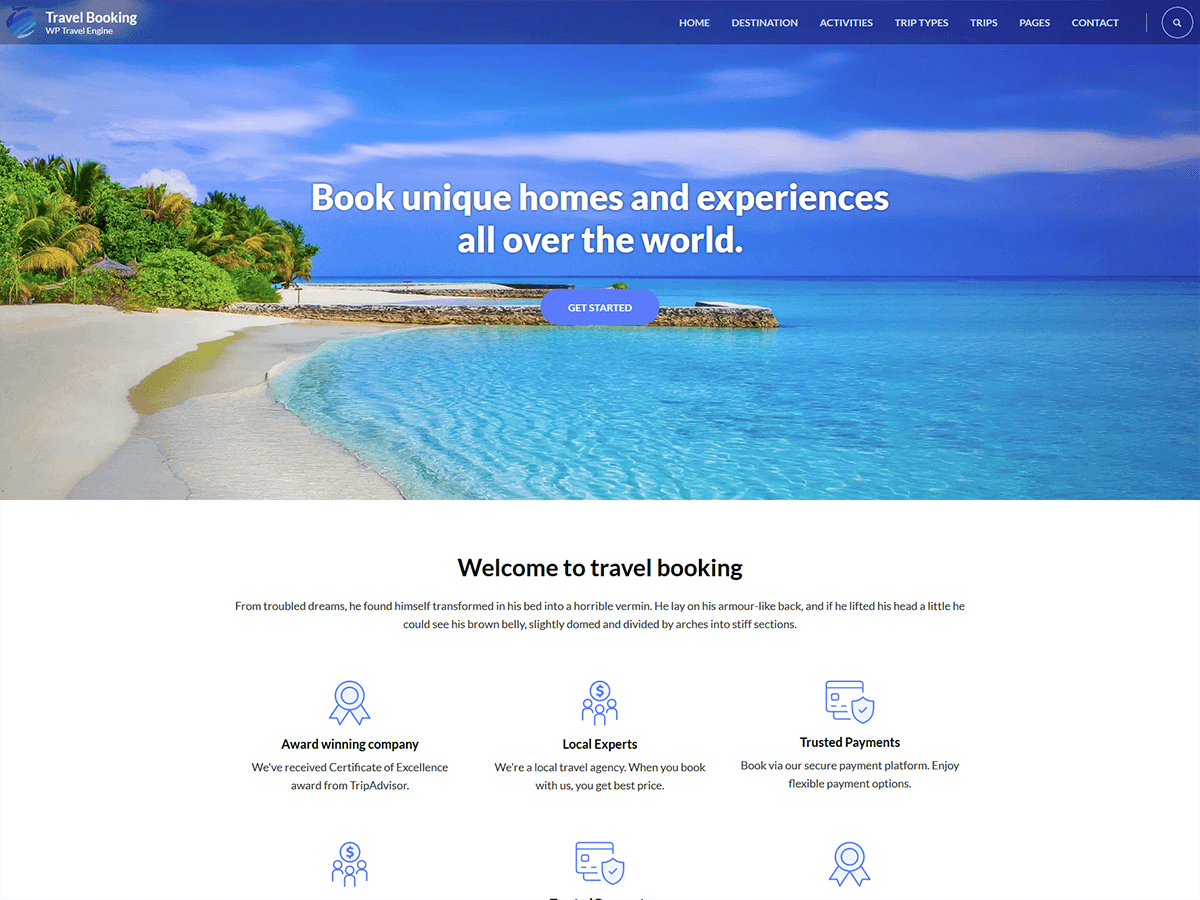 Travel Booking
WP Travel Engine
HOME DESTINATION ACTIVITIES TRIP TYPES TRIPS PAGES CONTACT
Book unique homes and experiences
all over the world.
GET STARTED
Welcome to travel booking
From troubled dreams, he found himself transformed in his bed into a horrible vermin. He lay on his armour-like back, and if he lifted his head a little he
could see his brown belly, slightly domed and divided by arches into stiff sections.
Award winning company
We've received Certificate of Excellence
award from TripAdvisor.
Local Experts
We're a local travel agency. When you book
with us, you get best price.
Trusted Payments
Book via our secure payment platform. Enjoy
flexible payment options.